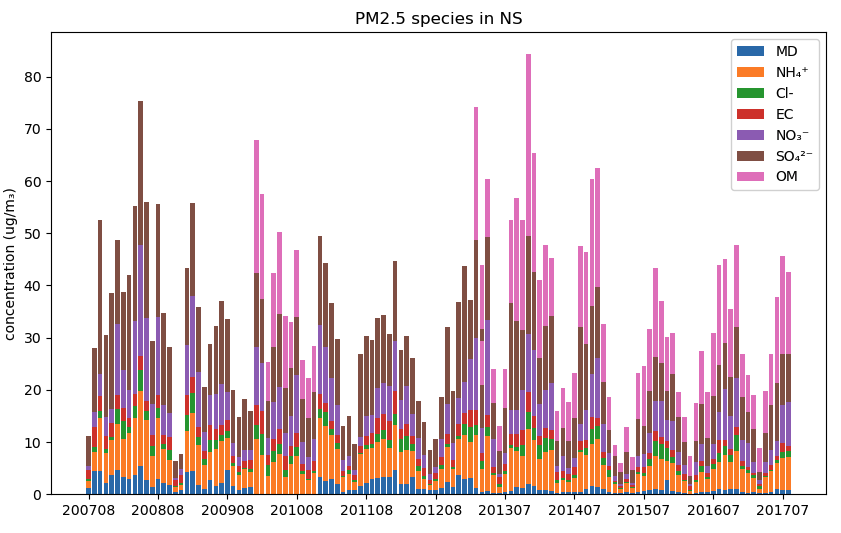 PM2.5 species in NS
concentration (ug/m₃)
80
70
60
50
40
30
20
10
0
200708
200808
200908
201008
201108
201208
201307
201407
201507
201607
201707
MD
NH₄⁺
Cl-
EC
NO₃⁻
SO₄²⁻
OM